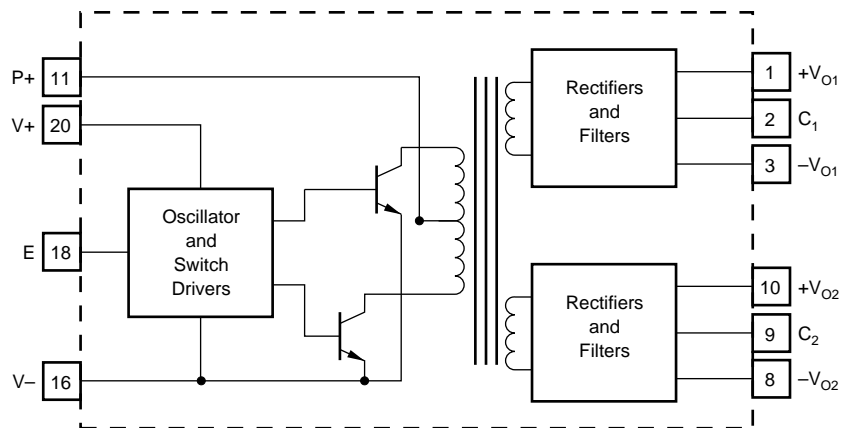 P+ 11
V+ 20
E 18
V– 16
Oscillator
and
Switch
Drivers
Rectifiers
and
Filters
1 +VO1
2 C1
3 –VO1
Rectifiers
and
Filters
10 +VO2
9 C2
8 –VO2